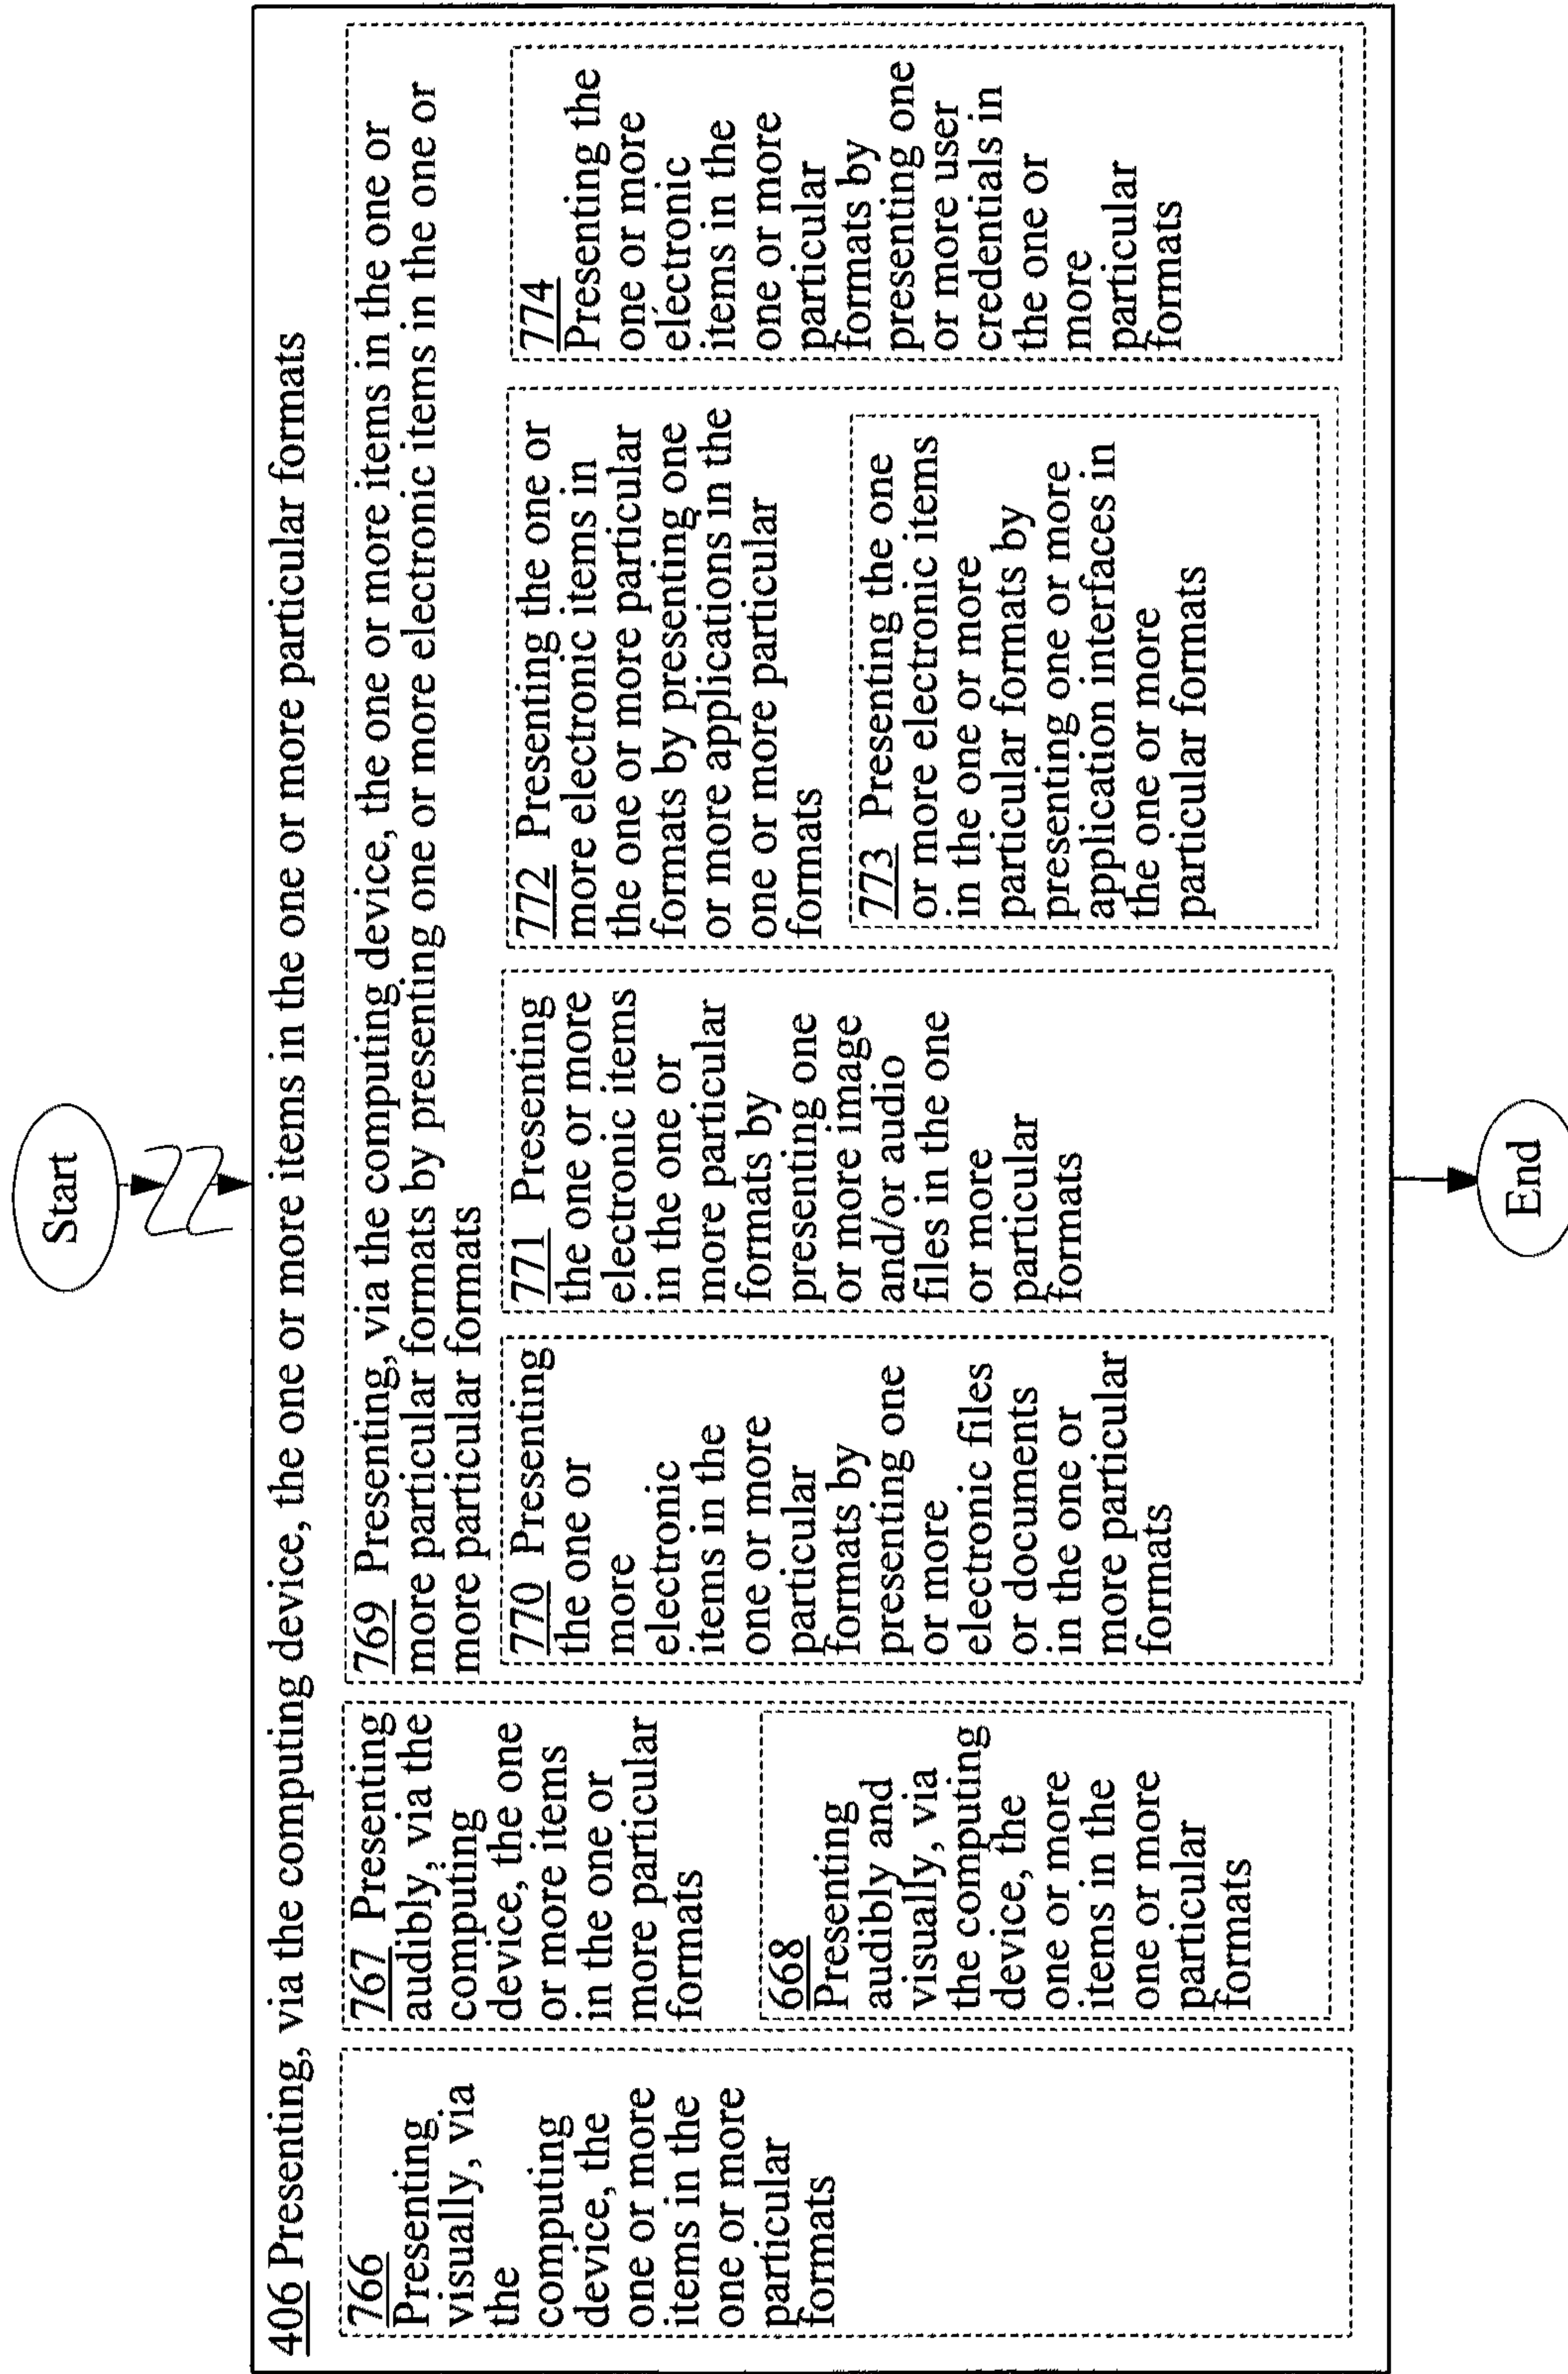 Start
406 Presenting, via the computing device, the one or more items in the one or more particular formats
766
Presenting
visually, via
the
computing
device, the
one or more
items in the
one or more
particular
formats
767 Presenting
audibly, via the
computing
device, the one
or more items
in the one or
more particular
formats
668
Presenting
audibly and
visually, via
the computing
device, the
one or more
items in the
one or more
particular
formats
769 Presenting, via the computing device, the one or more items in the one or
more particular formats by presenting one or more electronic items in the one or
more particular formats
770 Presenting
the one or
more
electronic
items in the
one or more
particular
formats by
presenting one
or more
electronic files
or documents
in the one or
more particular
formats
771 Presenting
the one or more
electronic items
in the one or
more particular
formats by
presenting one
or more image
and/or audio
files in the one
or more
particular
formats
772 Presenting the one or
more electronic items in
the one or more particular
formats by presenting one
or more applications in the
one or more particular
formats
773 Presenting the one
or more electronic items
in the one or more
particular formats by
presenting one or more
application interfaces in
the one or more
particular formats
774
Presenting the
one or more
electronic
items in the
one or more
particular
formats by
presenting one
or more user
credentials in
the one or
more
particular
formats
End